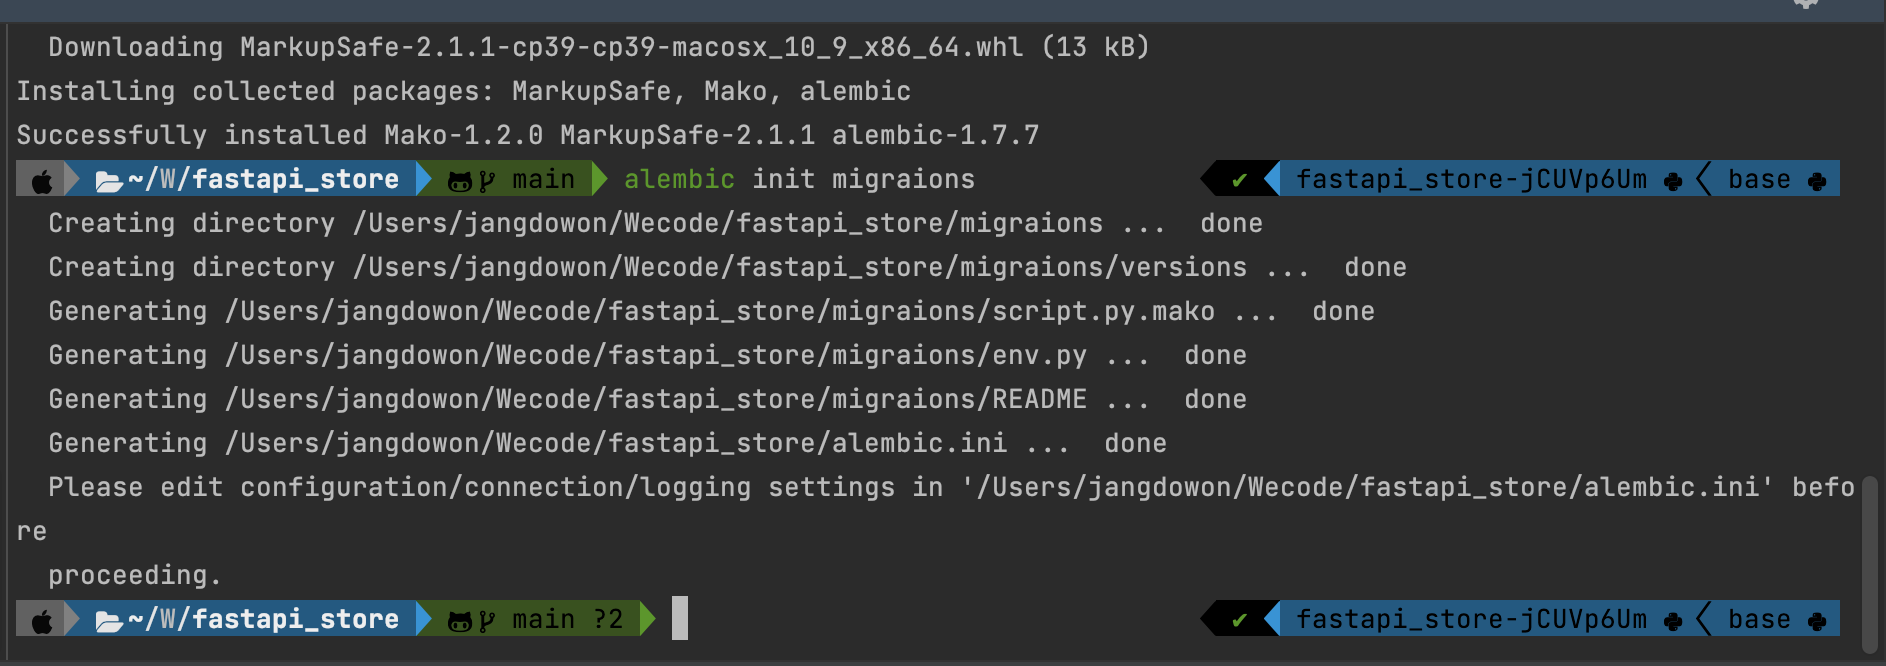 Downloading MarkupSafe-2.1.1-cp39-cp39-macosx_10_9_x86_64.whl (13 kB)
Installing collected packages: MarkupSafe, Mako, alembic
Successfully installed Mako-1.2.0 MarkupSafe-2.1.1 alembic-1.7.7
~/W/fastapi_store main alembic init migraions ✔ fastapi_store-jCUVp6Um base
Creating directory /Users/jangdowon/Wecode/fastapi_store/migraions ... done
Creating directory /Users/jangdowon/Wecode/fastapi_store/migraions/versions ... done
Generating /Users/jangdowon/Wecode/fastapi_store/migraions/script.py.mako ... done
Generating /Users/jangdowon/Wecode/fastapi_store/migraions/env.py ... done
Generating /Users/jangdowon/Wecode/fastapi_store/migraions/README ... done
Generating /Users/jangdowon/Wecode/fastapi_store/alembic.ini ... done
Please edit configuration/connection/logging settings in '/Users/jangdowon/Wecode/fastapi_store/alembic.ini' befo
re
proceeding.
~/W/fastapi_store main ?2 ✔ fastapi_store-jCUVp6Um base